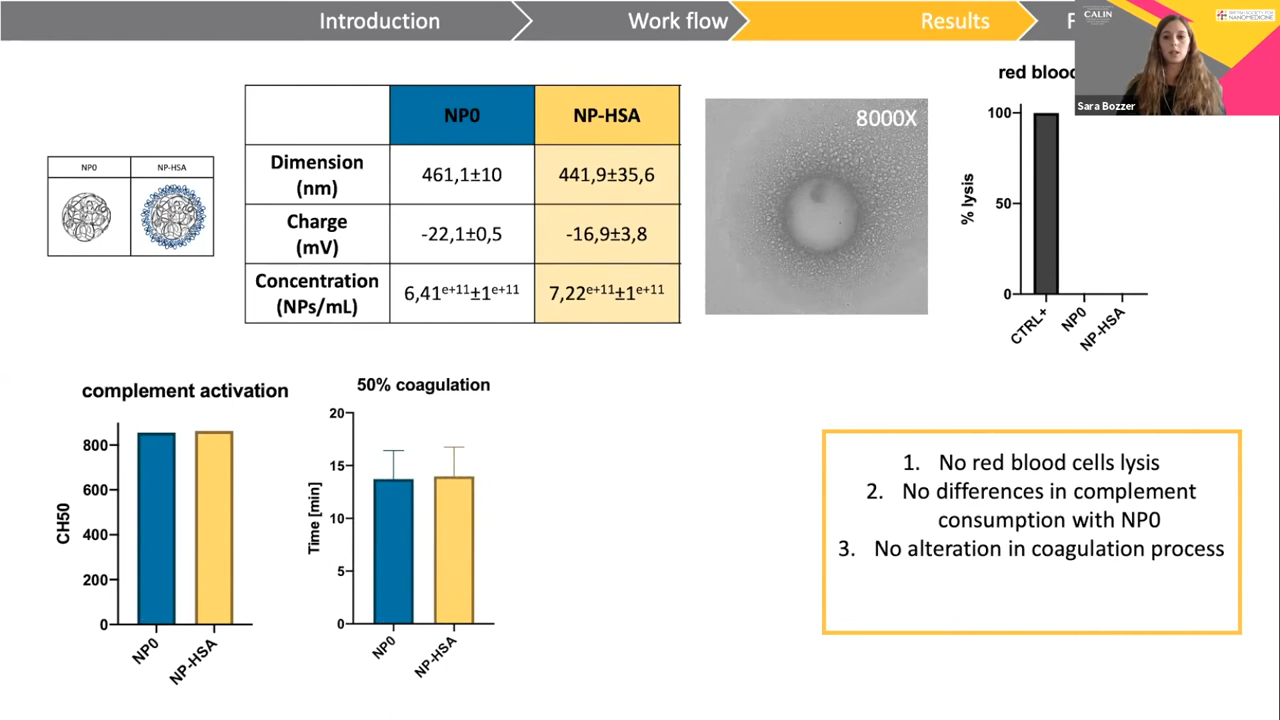 Introduction
Work flow
Results
CALIN
BRITISH SOCIETY FOR
NANOMEDICINE
Sara Bozzer
NP0
NP-HSA
NP0
NP-HSA
Dimension
(nm)
461,1±10
441,9±35,6
Charge
(mV)
-22,1±0,5
-16,9±3,8
Concentration
(NPs/mL)
6,41e+11±1e+11
7,22e+11±1e+11
8000X
red blood
100
50
0
% lysis
CTRL+
NP0
NP-HSA
complement activation
800
600
400
200
0
CH50
NP0
NP-HSA
50% coagulation
20
15
10
5
0
Time [min]
NP0
NP-HSA
1. No red blood cells lysis
2. No differences in complement
consumption with NP0
3. No alteration in coagulation process